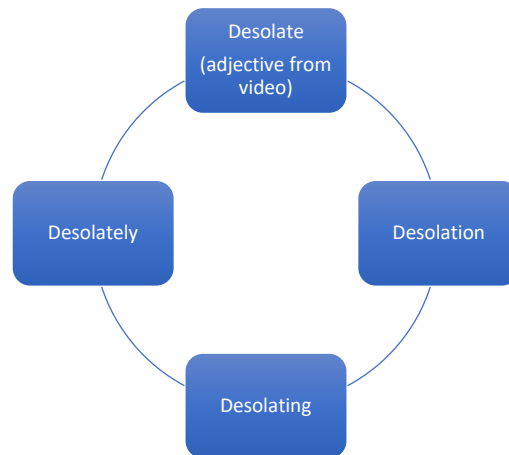 Desolate
(adjective from
video)
Desolately
Desolation
Desolating